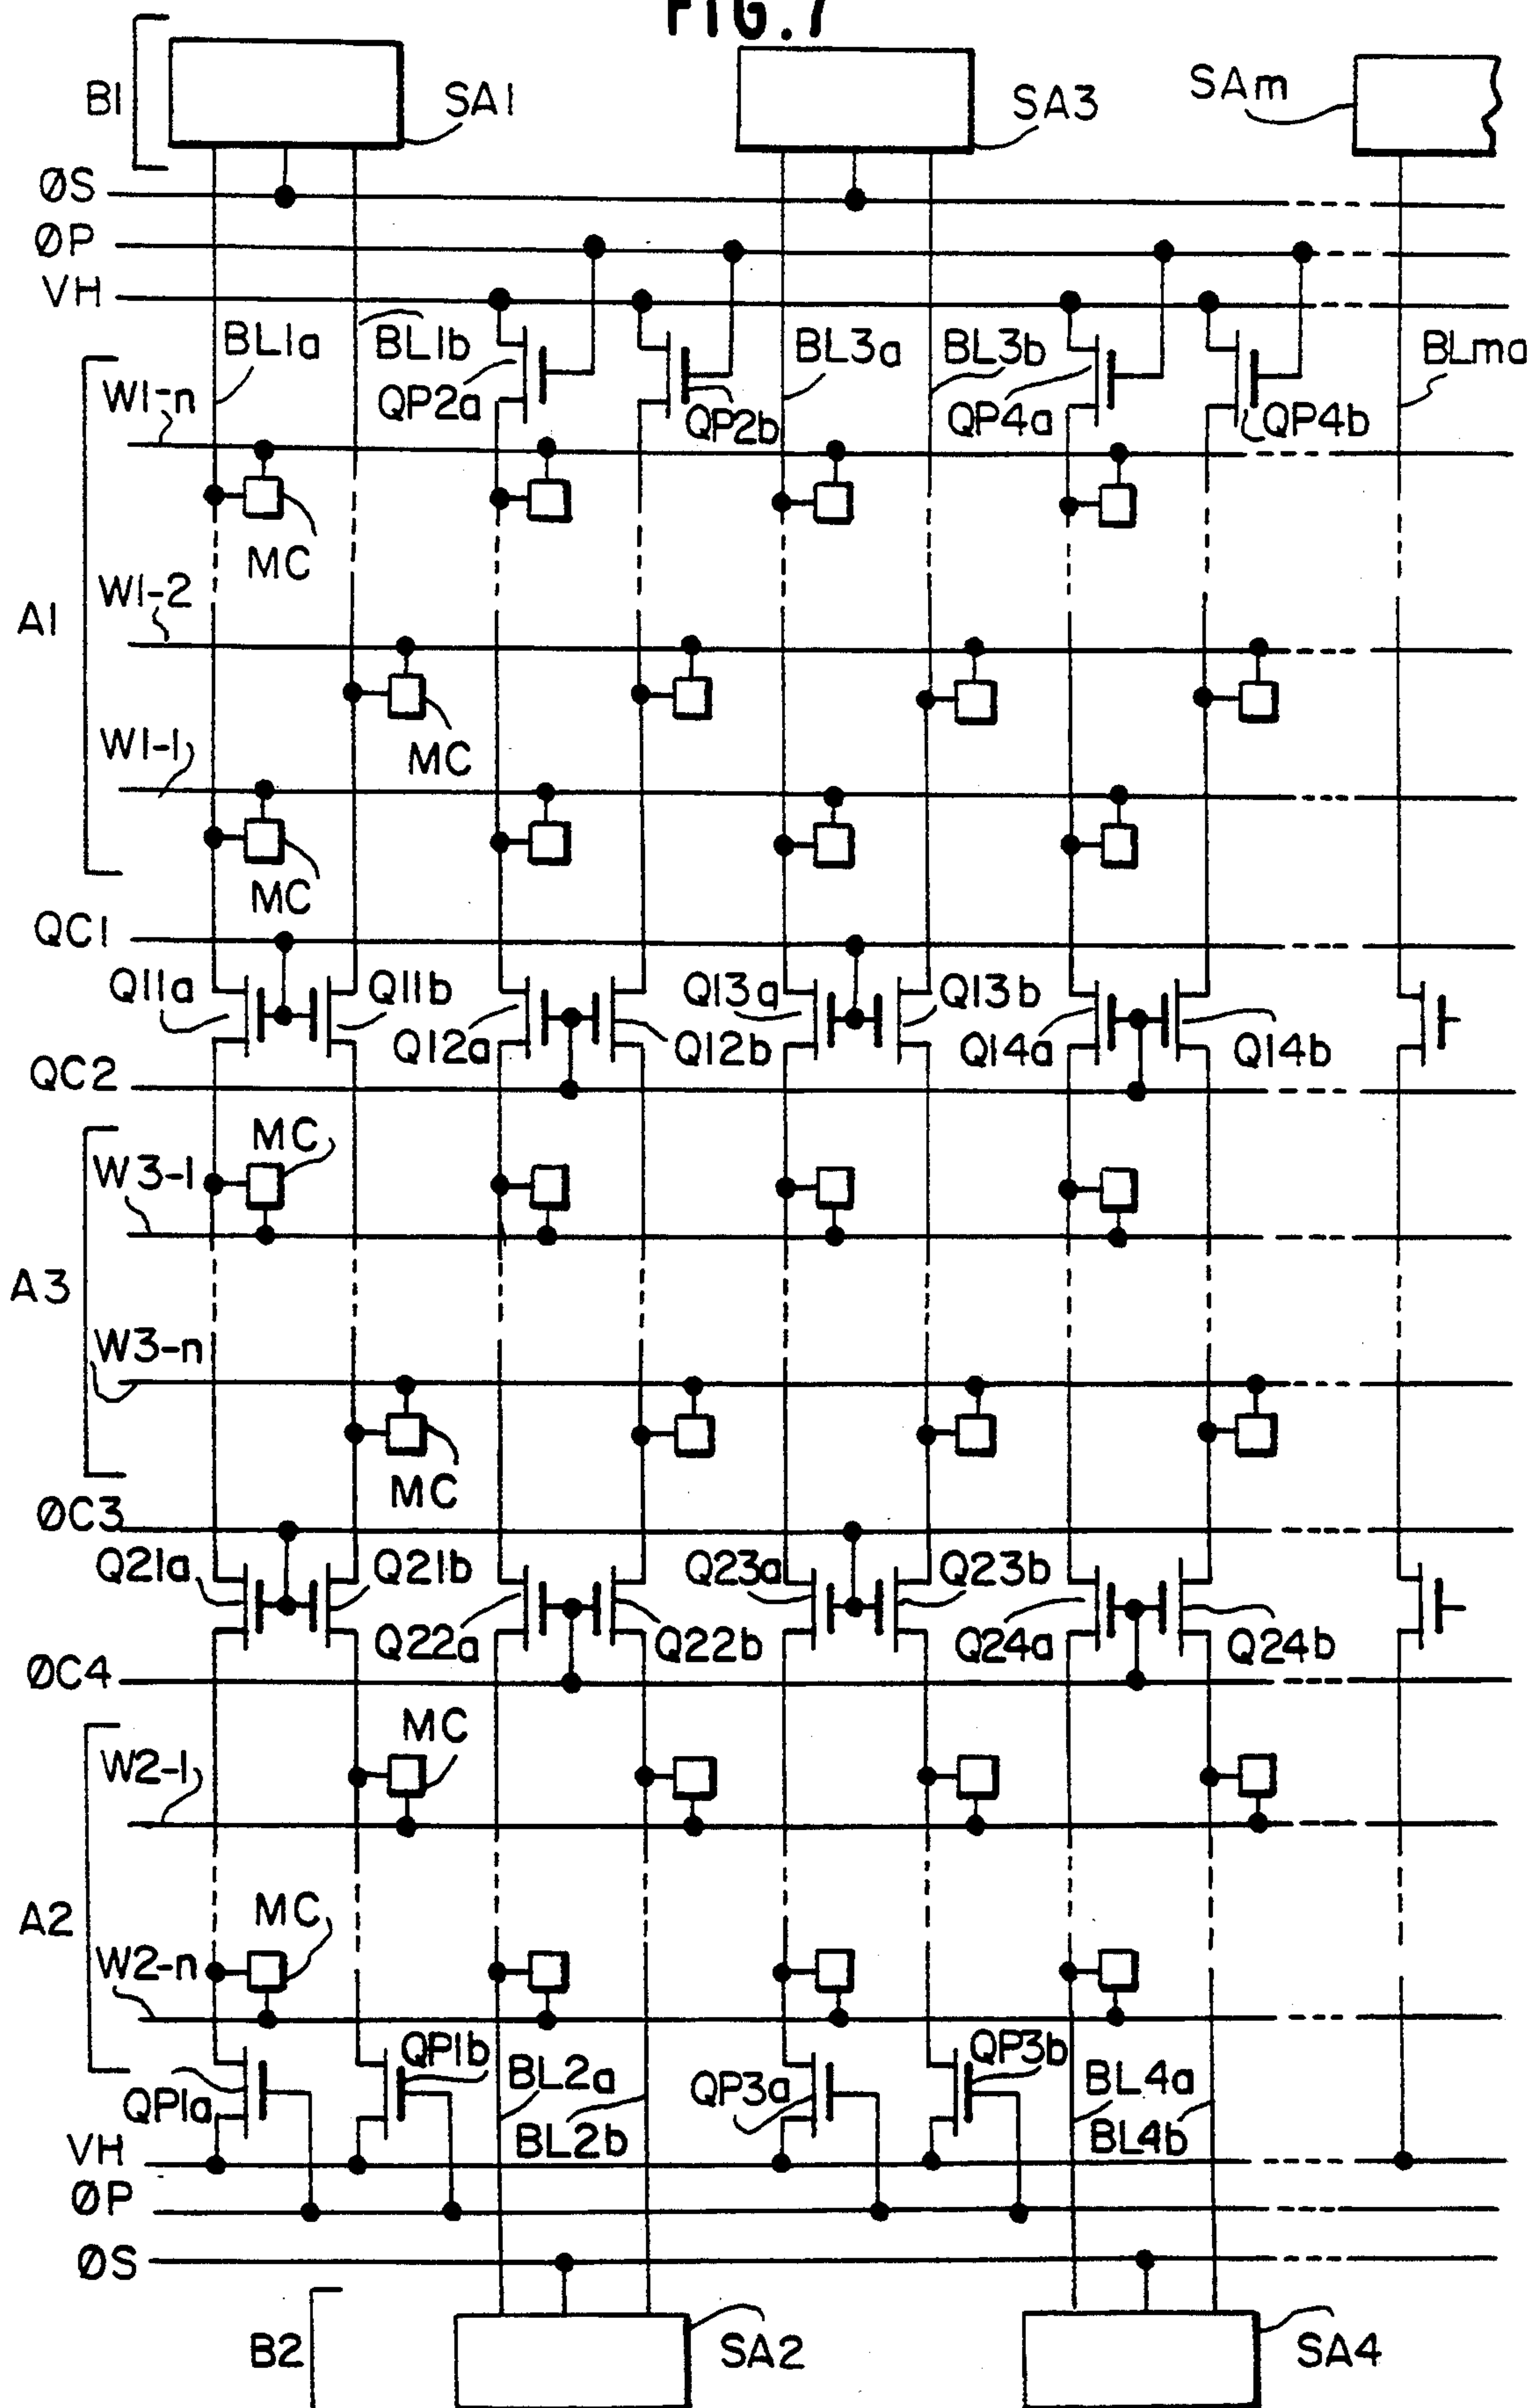 FIG.7
B1
SA1
SA3
SAm
ØS
ØP
VH
BL1a
BL1b
BL3a
BL3b
BLma
W1-n
QP2a
QP2b
QP4a
QP4b
MC
W1-2
A1
MC
W1-1
MC
QC1
Q11a
Q11b
Q12a
Q12b
Q13a
Q13b
Q14a
Q14b
QC2
MC
W3-1
A3
W3-n
MC
ØC3
Q21a
Q21b
Q22a
Q22b
Q23a
Q23b
Q24a
Q24b
ØC4
MC
W2-1
A2
MC
W2-n
QP1a
QP1b
BL2a
BL2b
QP3a
QP3b
BL4a
BL4b
VH
ØP
ØS
B2
SA2
SA4